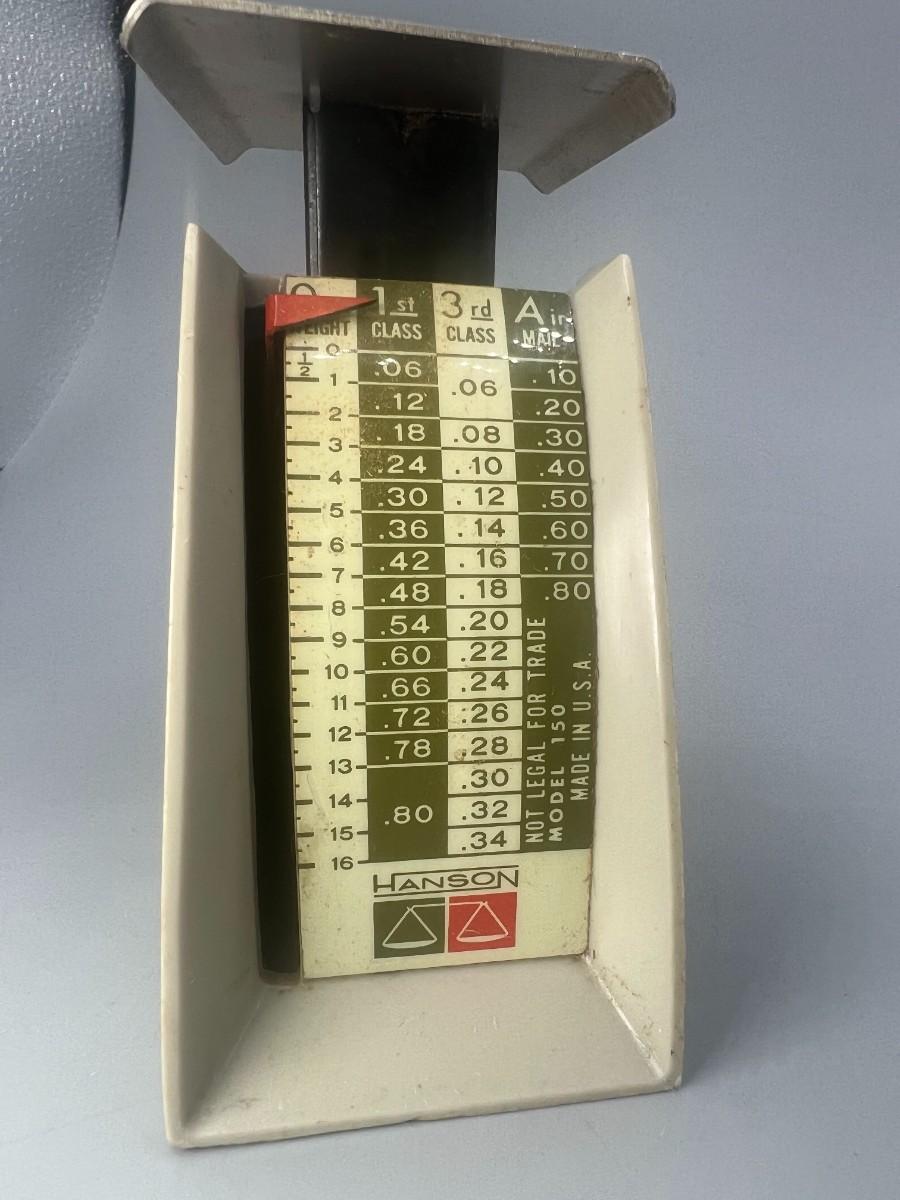 1st 3rd Air
CLASS CLASS MAIL
0
1/2 .06 .06 .10
1
.12 .20
2
.18 .08 .30
3
.24 .10 .40
4
.30 .12 .50
5
.36 .14 .60
6
.42 .16 .70
7
.48 .18 .80
8
.54 .20
9
.60 .22
10
.66 .24
11
.72 .26
12
.78 .28
13
.30
14
.80 .32
15
.34
16
NOT LEGAL FOR TRADE
MODEL 150
MADE IN U.S.A.
HANSON